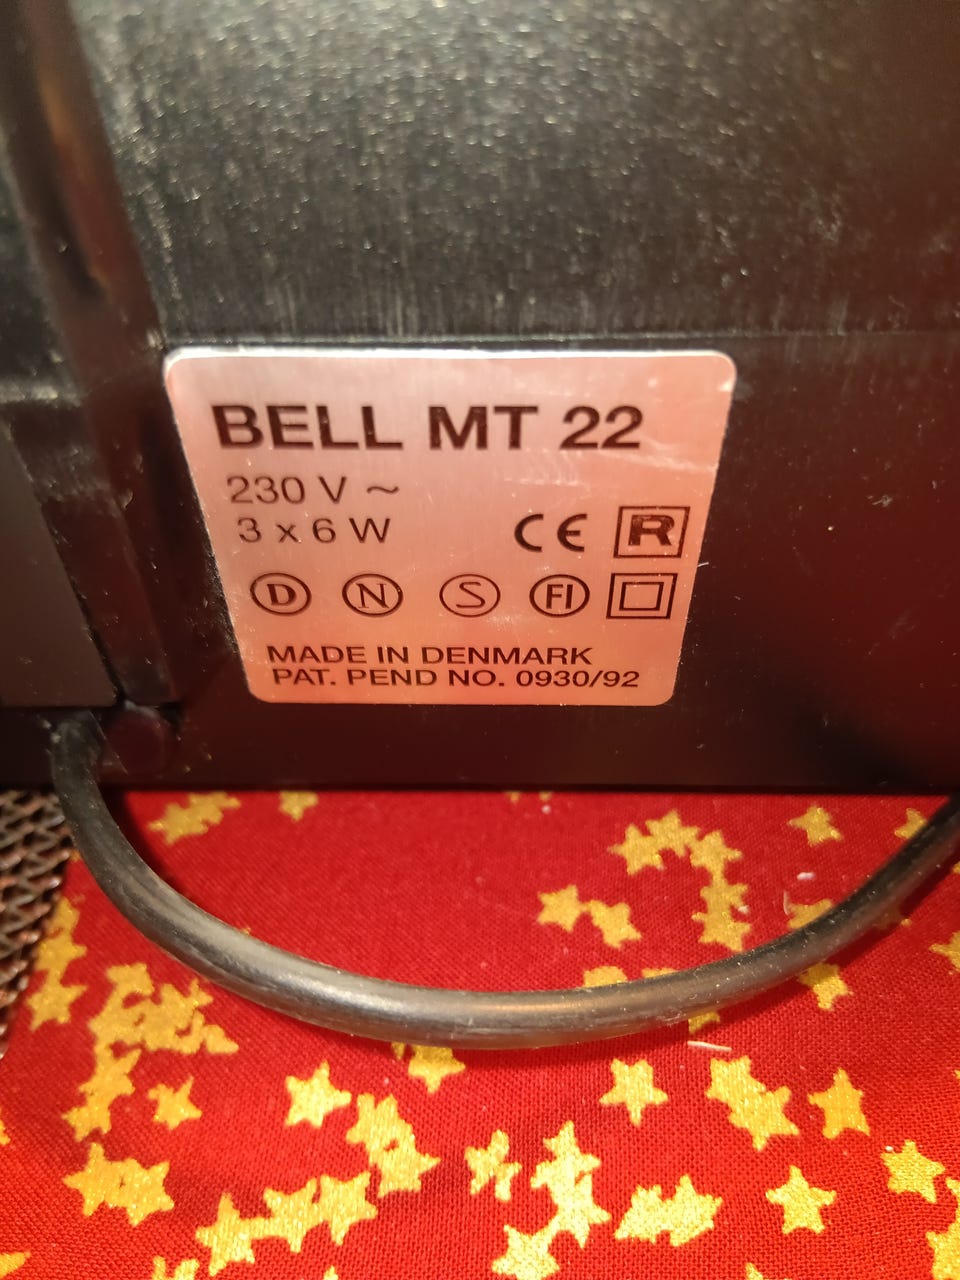 BELL MT 22
230 V ~
3 x 6 W CE R
D N S FI
MADE IN DENMARK
PAT. PEND NO. 0930/92